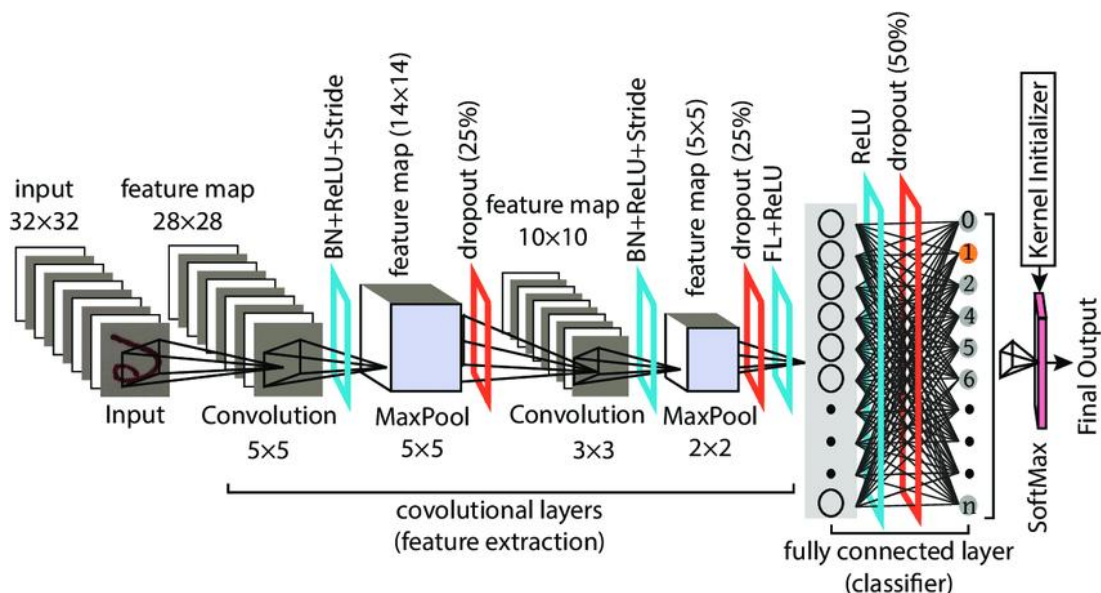 input
32×32
feature map
28×28
BN+ReLU+Stride
feature map (14×14)
dropout (25%)
feature map
10×10
BN+ReLU+Stride
feature map (5×5)
dropout (25%)
FL+ReLU
ReLU
dropout (50%)
Kernel Initializer
0
1
2
4
5
6
n
Input
Convolution
5×5
MaxPool
5×5
Convolution
3×3
MaxPool
2×2
SoftMax
Final Output
covolutional layers
(feature extraction)
fully connected layer
(classifier)